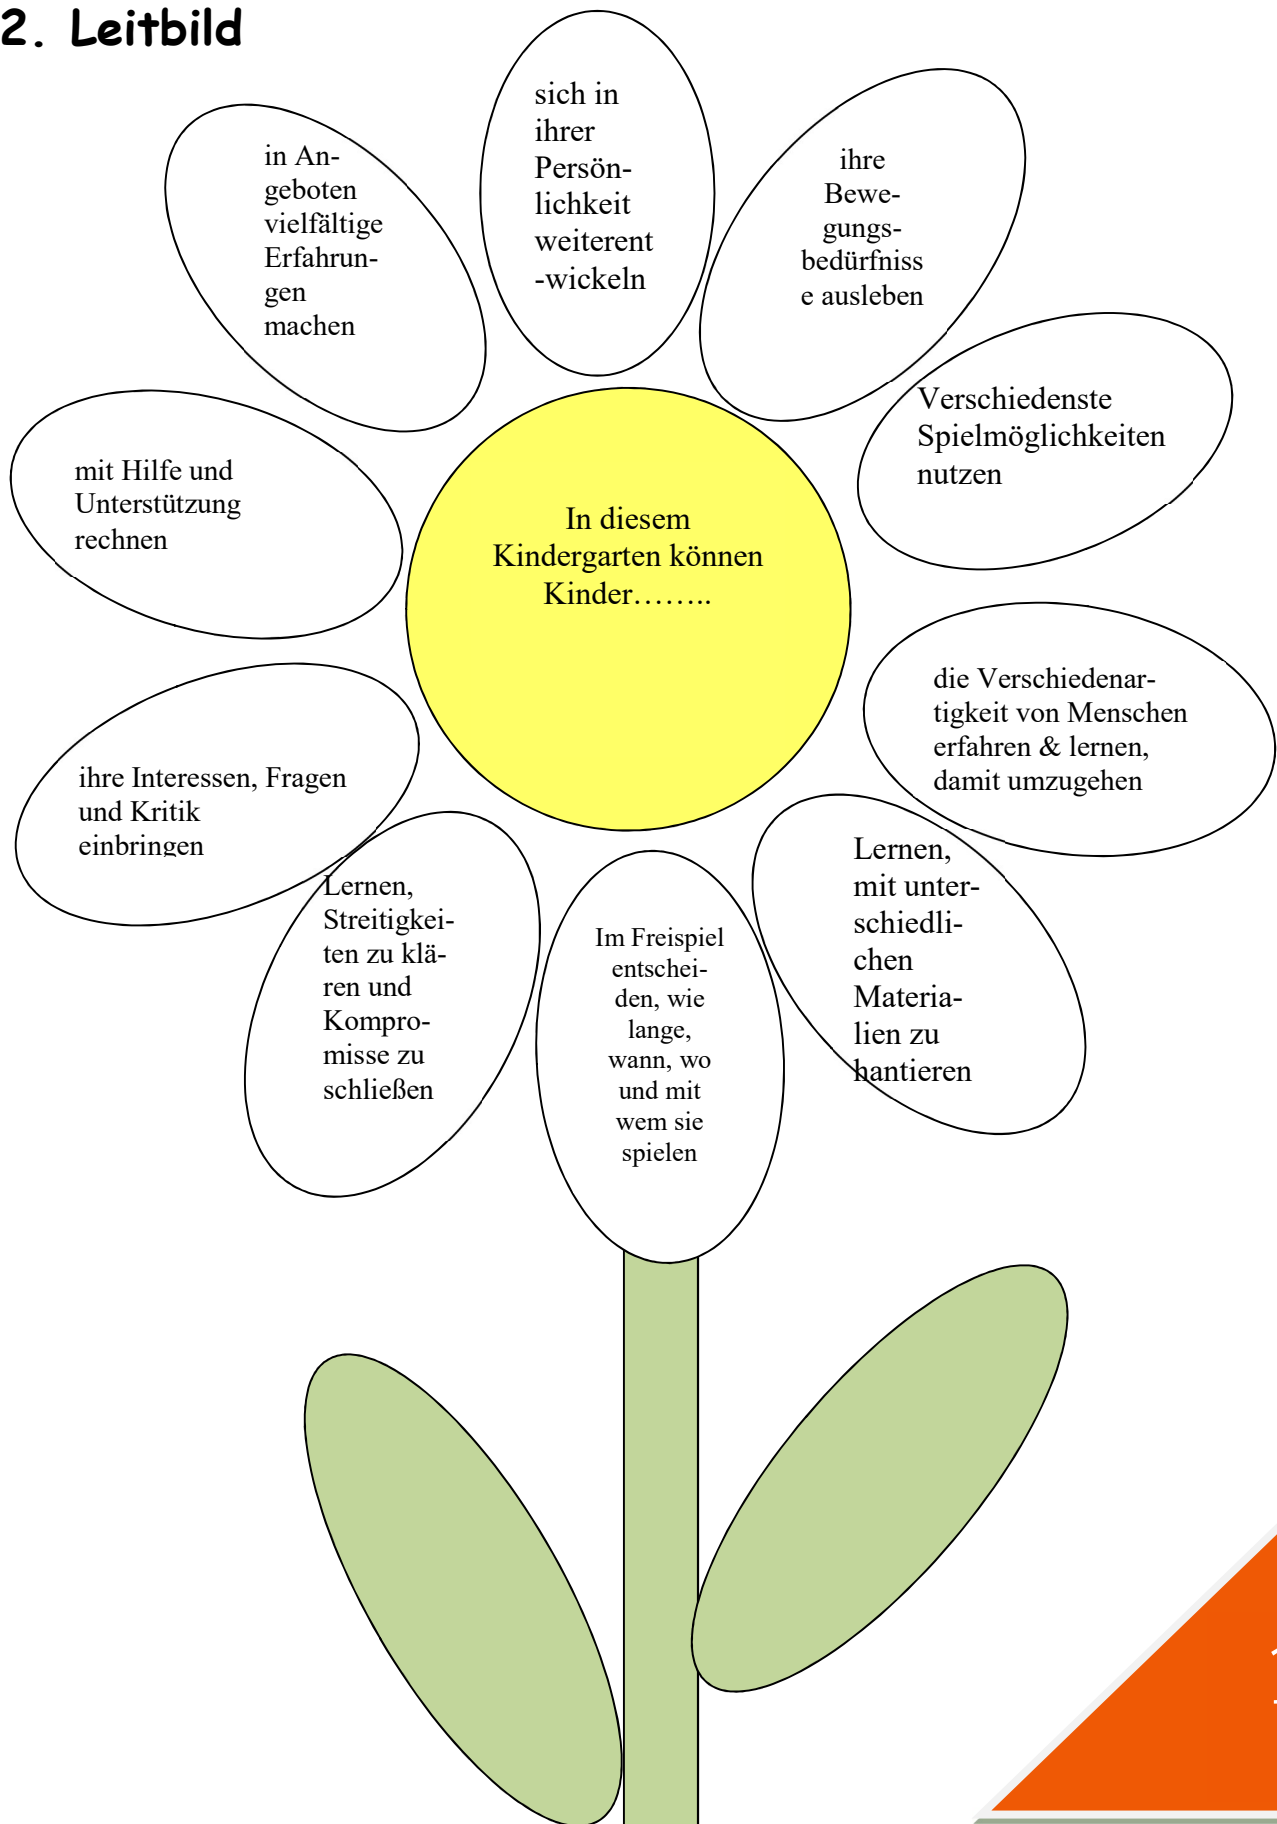 2. Leitbild
sich in
ihrer
Persön-
lichkeit
weiterent
-wickeln
ihre
Bewe-
gungs-
bedürfniss
e ausleben
Verschiedenste
Spielmöglichkeiten
nutzen
die Verschiedenar-
tigkeit von Menschen
erfahren & lernen,
damit umzugehen
Lernen,
mit unter-
schiedli-
chen
Materia-
lien zu
hantieren
Im Freispiel
entschei-
den, wie
lange,
wann, wo
und mit
wem sie
spielen
Lernen,
Streitigkei-
ten zu klä-
ren und
Kompro-
misse zu
schließen
ihre Interessen, Fragen
und Kritik
einbringen
mit Hilfe und
Unterstützung
rechnen
in An-
geboten
vielfältige
Erfahrun-
gen
machen
In diesem
Kindergarten können
Kinder……..